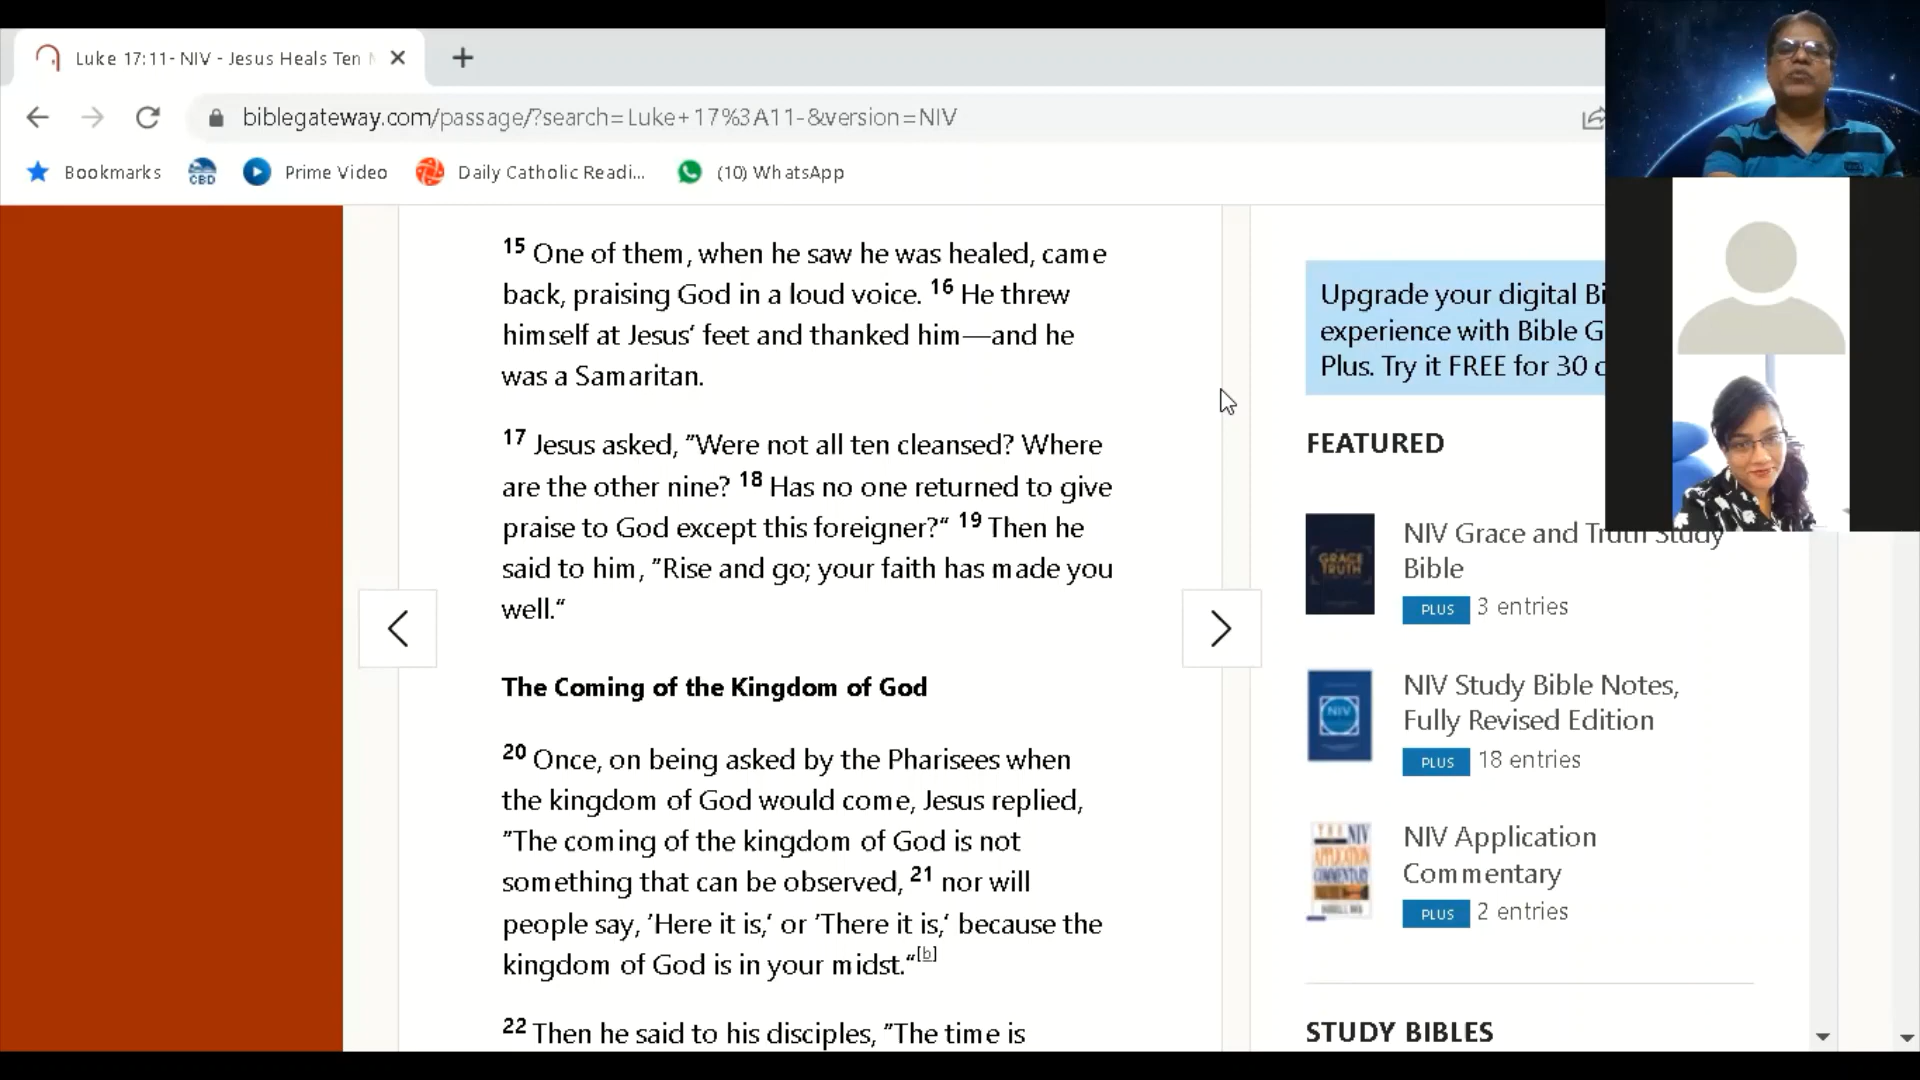 Luke 17:11- NIV - Jesus Heals Ten
biblegateway.com/passage/?search=Luke+17%3A11-&version=NIV
Bookmarks CBD Prime Video Daily Catholic Readi... (10) WhatsApp
15 One of them, when he saw he was healed, came
back, praising God in a loud voice. 16 He threw
himself at Jesus’ feet and thanked him—and he
was a Samaritan.
17 Jesus asked, “Were not all ten cleansed? Where
are the other nine? 18 Has no one returned to give
praise to God except this foreigner?” 19 Then he
said to him, “Rise and go; your faith has made you
well.”
The Coming of the Kingdom of God
20 Once, on being asked by the Pharisees when
the kingdom of God would come, Jesus replied,
“The coming of the kingdom of God is not
something that can be observed, 21 nor will
people say, ‘Here it is,’ or ‘There it is,’ because the
kingdom of God is in your midst.”[b]
22 Then he said to his disciples, “The time is
Upgrade your digital Bi
experience with Bible G
Plus. Try it FREE for 30
FEATURED
GRACE
TRUTH
NIV Grace and Truth Study
Bible
PLUS 3 entries
NIV
NIV Study Bible Notes,
Fully Revised Edition
PLUS 18 entries
THE NIV
APPLICATION
COMMENTARY
NIV Application
Commentary
PLUS 2 entries
STUDY BIBLES